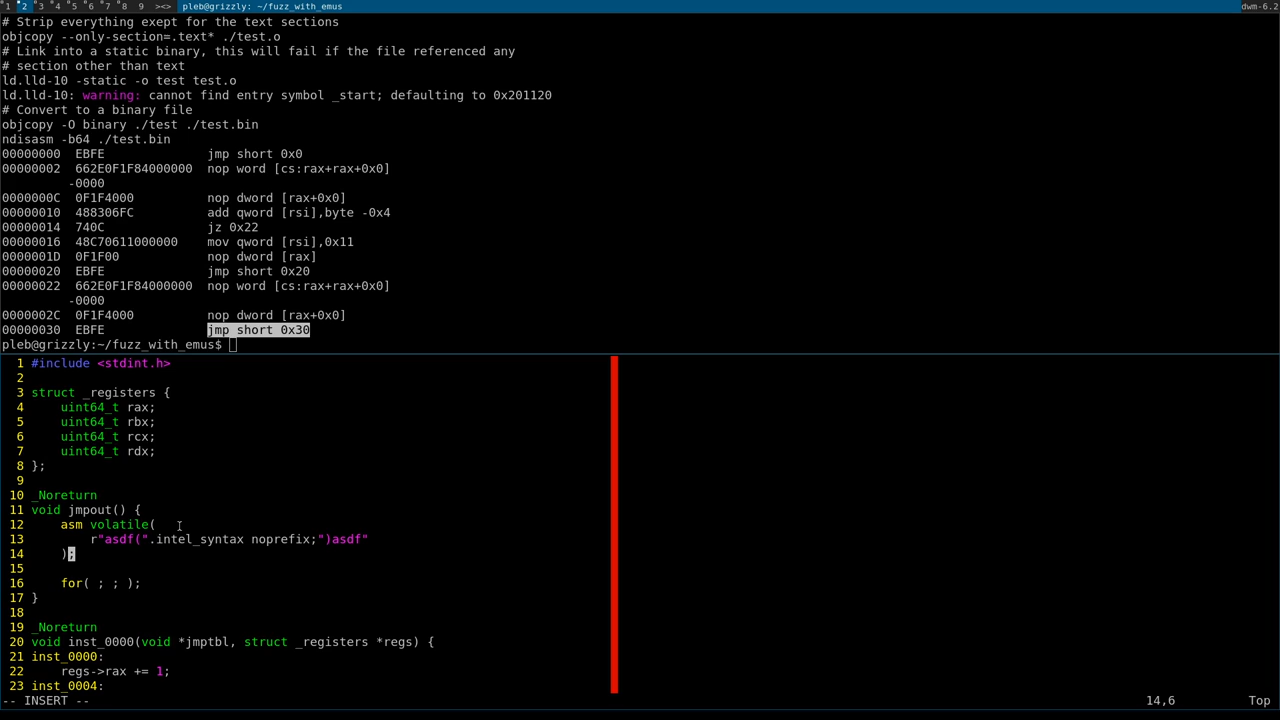 1 2 3 4 5 6 7 8 9 ><> pleb@grizzly: ~/fuzz_with_emus dwm-6.2
# Strip everything exept for the text sections
objcopy --only-section=.text* ./test.o
# Link into a static binary, this will fail if the file referenced any
# section other than text
ld.lld-10 -static -o test test.o
ld.lld-10: warning: cannot find entry symbol _start; defaulting to 0x201120
# Convert to a binary file
objcopy -O binary ./test ./test.bin
ndisasm -b64 ./test.bin
00000000  EBFE              jmp short 0x0
00000002  662E0F1F84000000  nop word [cs:rax+rax+0x0]
         -0000
0000000C  0F1F4000          nop dword [rax+0x0]
00000010  488306FC          add qword [rsi],byte -0x4
00000014  740C              jz 0x22
00000016  48C70611000000    mov qword [rsi],0x11
0000001D  0F1F00            nop dword [rax]
00000020  EBFE              jmp short 0x20
00000022  662E0F1F84000000  nop word [cs:rax+rax+0x0]
         -0000
0000002C  0F1F4000          nop dword [rax+0x0]
00000030  EBFE              jmp short 0x30
pleb@grizzly:~/fuzz_with_emus$
1 #include <stdint.h>
2
3 struct _registers {
4     uint64_t rax;
5     uint64_t rbx;
6     uint64_t rcx;
7     uint64_t rdx;
8 };
9
10 _Noreturn
11 void jmpout() {
12     asm volatile(
13         r"asdf(".intel_syntax noprefix;")asdf"
14     );
15
16     for( ; ; );
17 }
18
19 _Noreturn
20 void inst_0000(void *jmptbl, struct _registers *regs) {
21 inst_0000:
22     regs->rax += 1;
23 inst_0004:
-- INSERT -- 14,6 Top